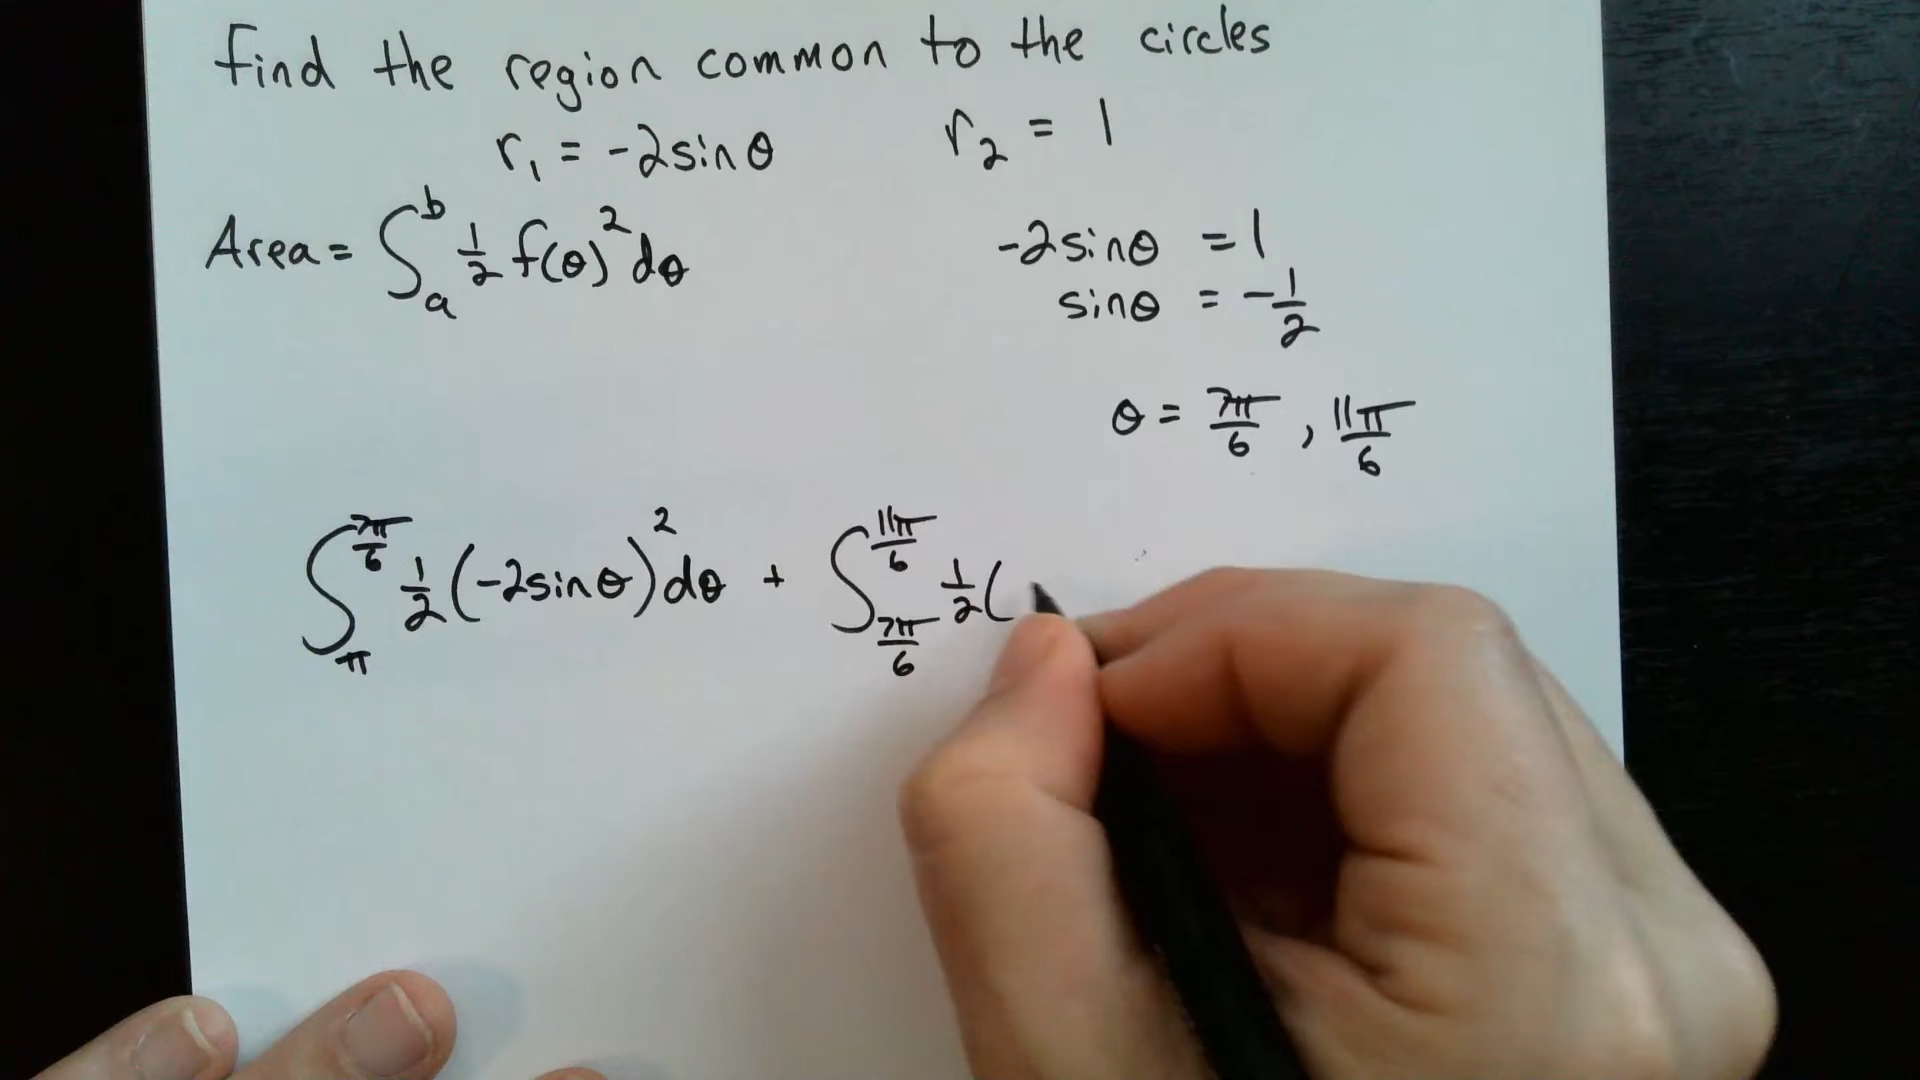 find the region common to the circles
r₁ = -2sinθ r₂ = 1
Area = ∫ₐᵇ ½ f(θ)² dθ
-2sinθ = 1
sinθ = -1/2
θ = 7π/6 , 11π/6
∫_π^(7π/6) ½ (-2sinθ)² dθ + ∫_(7π/6)^(11π/6) ½ (